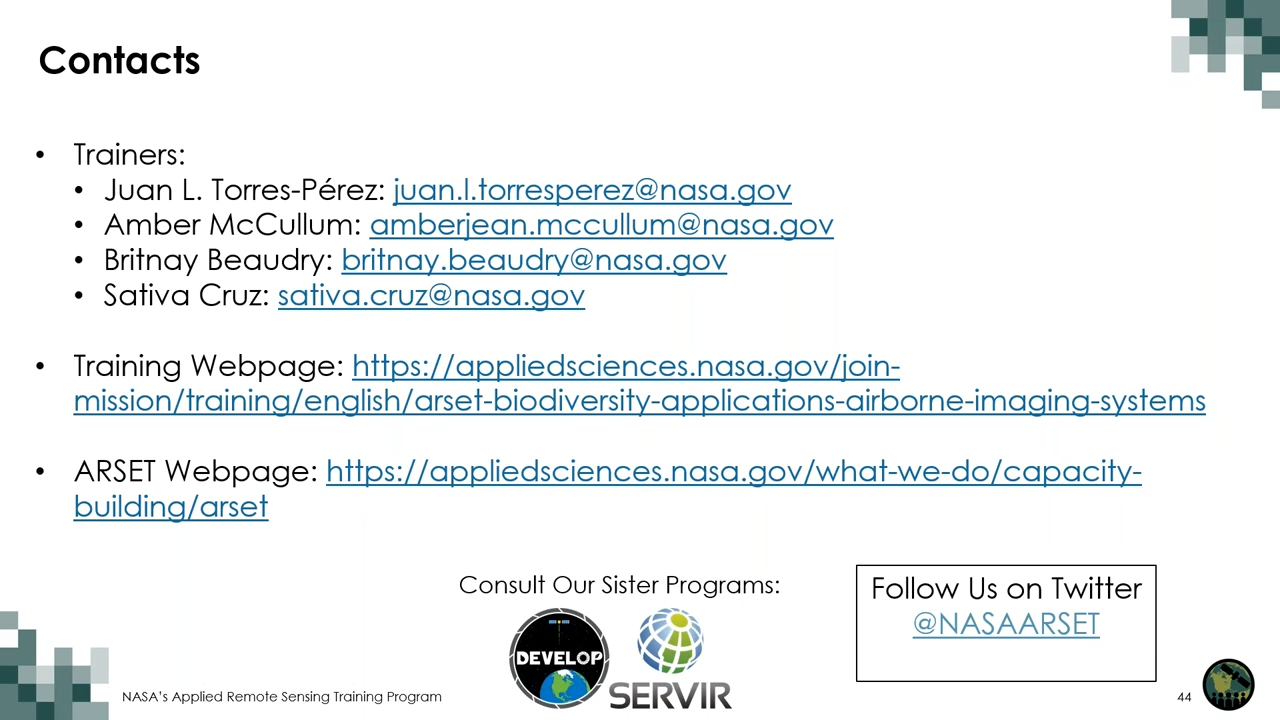 Contacts
• Trainers:
• Juan L. Torres-Pérez: juan.l.torresperez@nasa.gov
• Amber McCullum: amberjean.mccullum@nasa.gov
• Britnay Beaudry: britnay.beaudry@nasa.gov
• Sativa Cruz: sativa.cruz@nasa.gov
• Training Webpage: https://appliedsciences.nasa.gov/join-
mission/training/english/arset-biodiversity-applications-airborne-imaging-systems
• ARSET Webpage: https://appliedsciences.nasa.gov/what-we-do/capacity-
building/arset
Consult Our Sister Programs:
DEVELOP
SERVIR
Follow Us on Twitter
@NASAARSET
NASA's Applied Remote Sensing Training Program
44